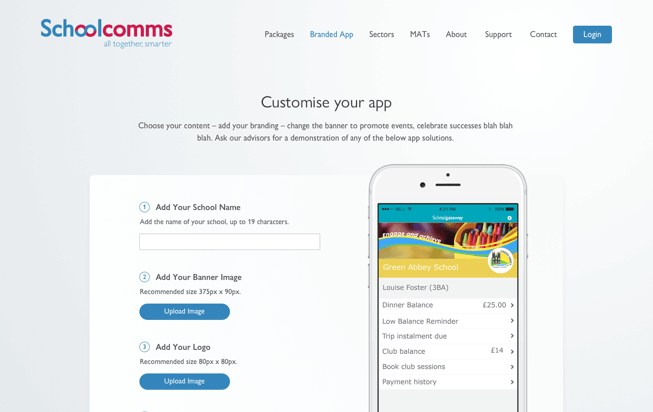 Schoolcomms
all together, smarter
Packages Branded App Sectors MATs About Support Contact Login
Customise your app
Choose your content – add your branding – change the banner to promote events, celebrate successes blah blah
blah. Ask our advisors for a demonstration of any of the below app solutions.
1 Add Your School Name
Add the name of your school, up to 19 characters.
2 Add Your Banner Image
Recommended size 375px x 90px.
Upload Image
3 Add Your Logo
Recommended size 80px x 80px.
Upload Image
BELL 4:21 PM
Schoolgateway
Engage and achieve
Green Abbey School
Louise Foster (3BA)
Dinner Balance £25.00 >
Low Balance Reminder >
Trip instalment due >
Club balance £14 >
Book club sessions >
Payment history >